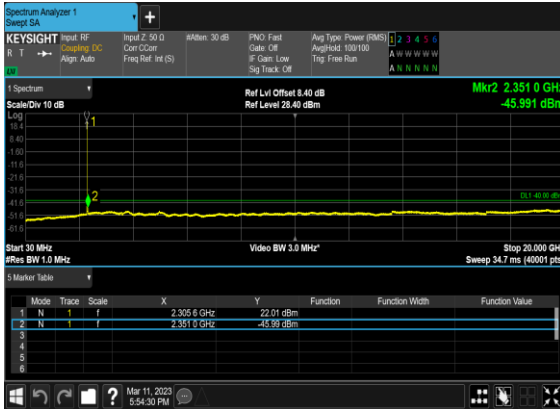 Spectrum Analyzer 1
Swept SA
+
KEYSIGHT Input: RF Input Z: 50 Ω #Atten: 30 dB PNO: Fast Avg Type: Power (RMS) 1 2 3 4 5 6
R T Coupling: DC Corr CCorr Gate: Off Avg|Hold: 100/100 A W W W W W
Align: Auto Freq Ref: Int (S) IF Gain: Low Trig: Free Run
Sig Track: Off A N N N N N
1 Spectrum Ref Lvl Offset 8.40 dB Mkr2 2.351 0 GHz
Scale/Div 10 dB Ref Level 28.40 dBm -45.991 dBm
Log
18.4
8.40
-1.60
-11.6
-21.6
-31.6
-41.6
-51.6
-61.6
1
2
DL1 -40.00 dBm
Start 30 MHz Video BW 3.0 MHz* Stop 20.000 GHz
#Res BW 1.0 MHz Sweep 34.7 ms (40001 pts)
5 Marker Table
Mode Trace Scale X Y Function Function Width Function Value
1 N 1 f 2.305 6 GHz 22.01 dBm
2 N 1 f 2.351 0 GHz -45.99 dBm
3
4
5
6
? Mar 11, 2023
5:54:30 PM